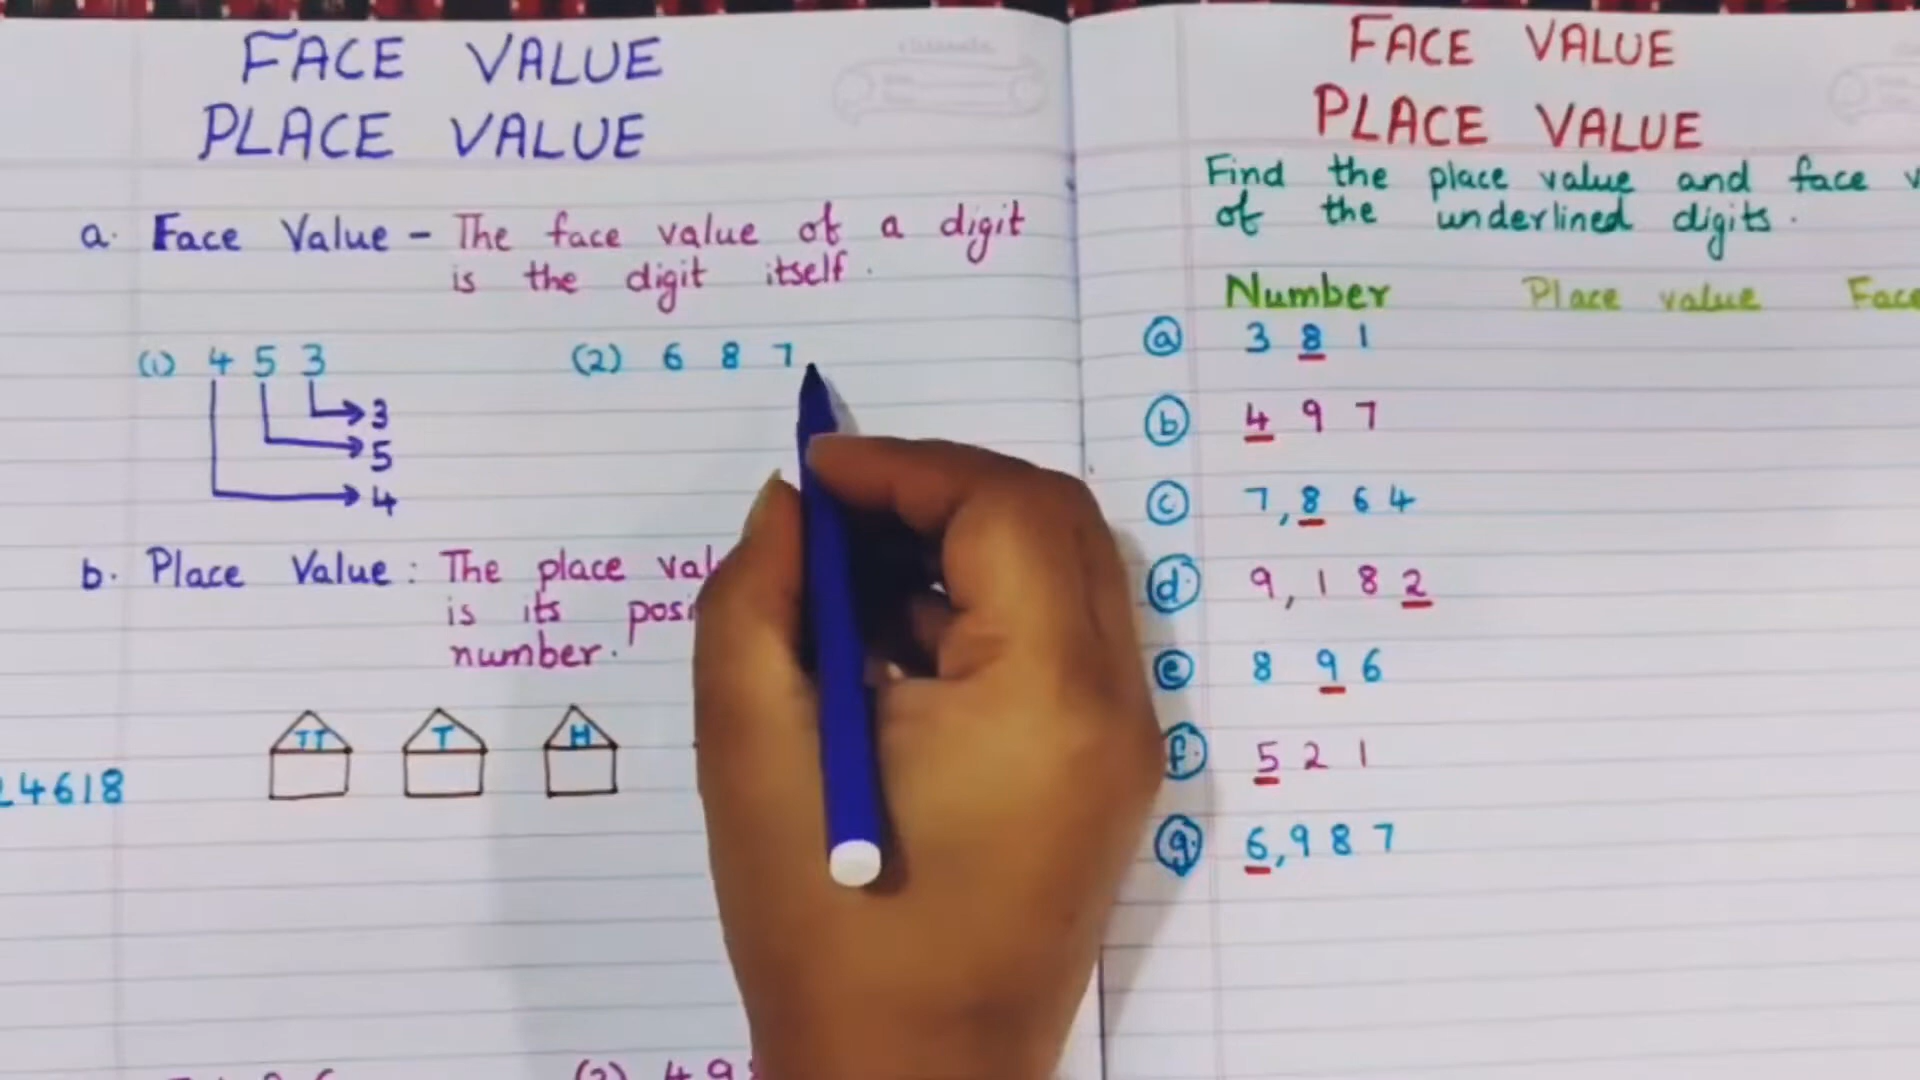 FACE VALUE
PLACE VALUE
a. Face Value - The face value of a digit
is the digit itself.
(1) 4 5 3
3
5
4
(2) 6 8 7
b. Place Value : The place
is its
number.
TT T H
4618
FACE VALUE
PLACE VALUE
Find the place value and face
of the underlined digits.
Number Place value Face
a 3 8 1
b 4 9 7
c 7,8 6 4
d. 9,1 8 2
e 8 9 6
f. 5 2 1
g. 6,9 8 7